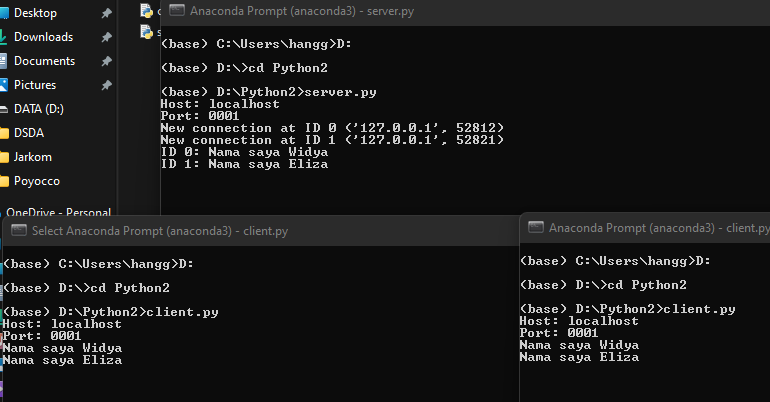 Desktop
Downloads
Documents
Pictures
DATA (D:)
DSDA
Jarkom
Poyocco
OneDrive - Personal
Anaconda Prompt (anaconda3) - server.py
(base) C:\Users\hangg>D:
(base) D:\>cd Python2
(base) D:\Python2>server.py
Host: localhost
Port: 0001
New connection at ID 0 ('127.0.0.1', 52812)
New connection at ID 1 ('127.0.0.1', 52821)
ID 0: Nama saya Widya
ID 1: Nama saya Eliza
Select Anaconda Prompt (anaconda3) - client.py
(base) C:\Users\hangg>D:
(base) D:\>cd Python2
(base) D:\Python2>client.py
Host: localhost
Port: 0001
Nama saya Widya
Nama saya Eliza
Anaconda Prompt (anaconda3) - client.py
(base) C:\Users\hangg>D:
(base) D:\>cd Python2
(base) D:\Python2>client.py
Host: localhost
Port: 0001
Nama saya Widya
Nama saya Eliza